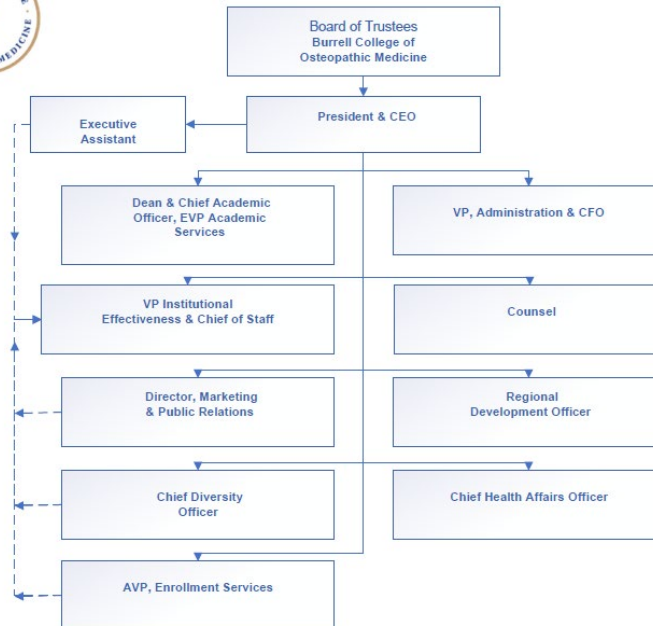 MEDICINE
Board of Trustees
Burrell College of
Osteopathic Medicine
President & CEO
Executive
Assistant
Dean & Chief Academic
Officer, EVP Academic
Services
VP, Administration & CFO
VP Institutional
Effectiveness & Chief of Staff
Counsel
Director, Marketing
& Public Relations
Regional
Development Officer
Chief Diversity
Officer
Chief Health Affairs Officer
AVP, Enrollment Services